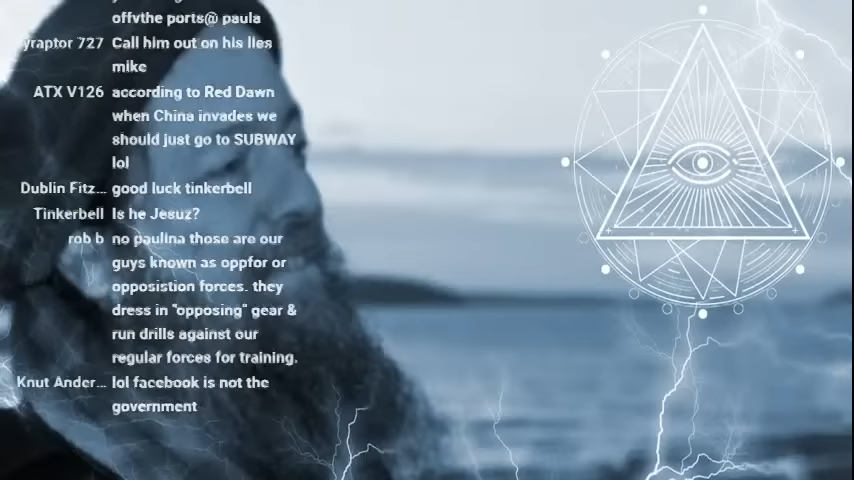 offvthe ports@ paula
yraptor 727 Call him out on his lies
mike
ATX V126 according to Red Dawn
when China invades we
should just go to SUBWAY
lol
Dublin Fitz... good luck tinkerbell
Tinkerbell Is he Jesuz?
rob b no paulina those are our
guys known as oppfor or
opposistion forces. they
dress in "opposing" gear &
run drills against our
regular forces for training.
Knut Ander... lol facebook is not the
government